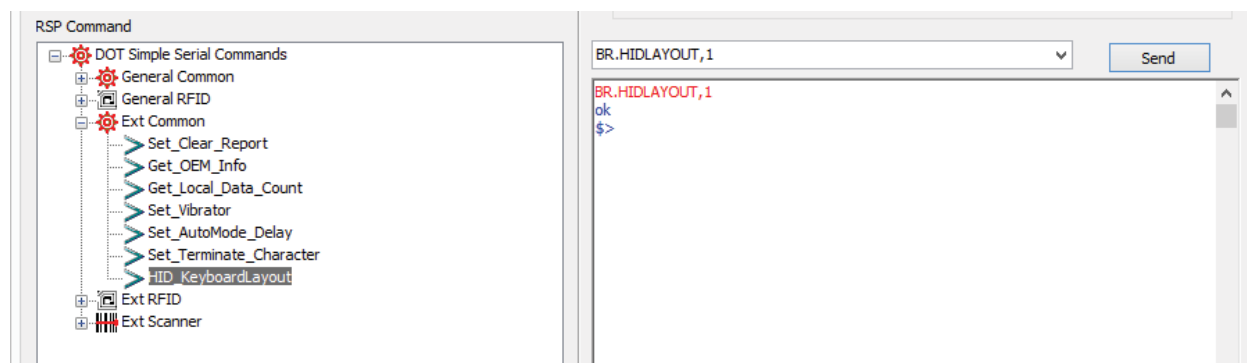 RSP Command
DOT Simple Serial Commands
General Common
General RFID
Ext Common
Set_Clear_Report
Get_OEM_Info
Get_Local_Data_Count
Set_Vibrator
Set_AutoMode_Delay
Set_Terminate_Character
HID_KeyboardLayout
Ext RFID
Ext Scanner
BR.HIDLAYOUT,1
Send
BR.HIDLAYOUT,1
ok
$>